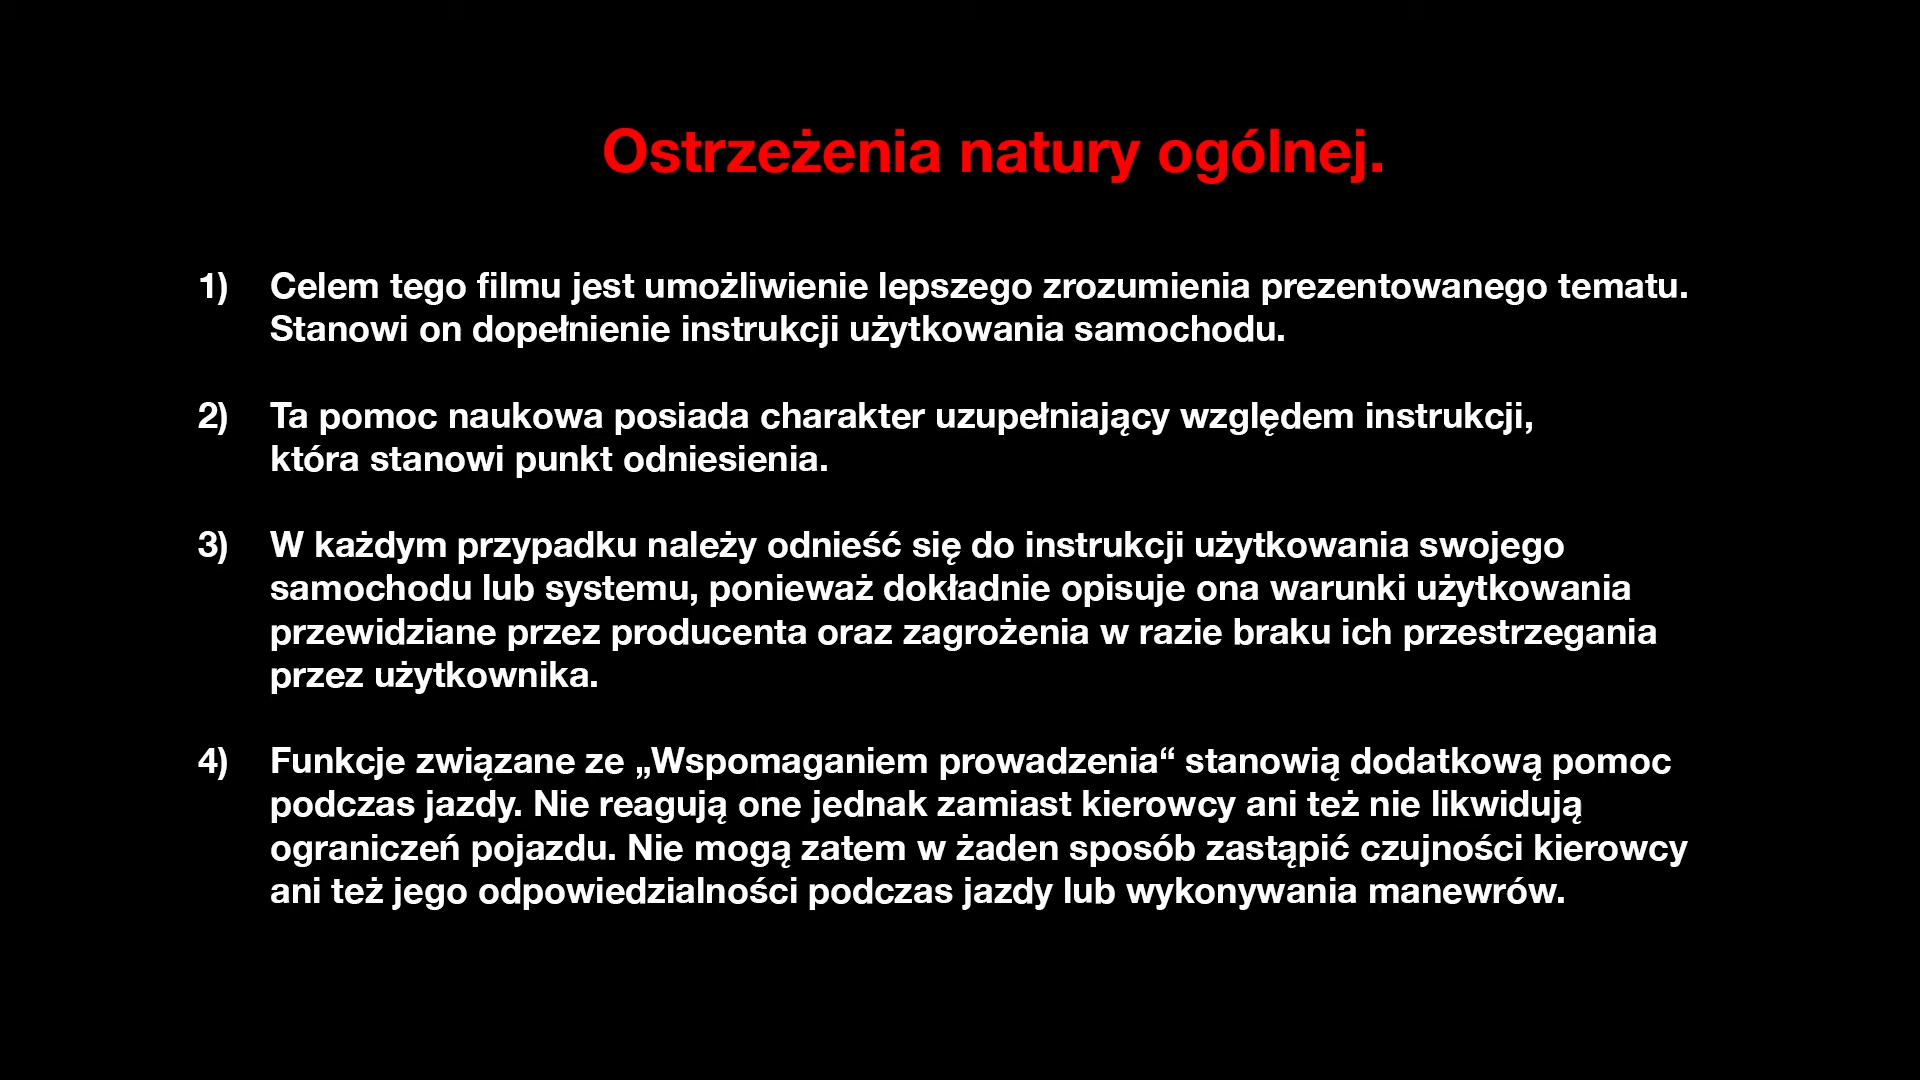 Ostrzeżenia natury ogólnej.
1) Celem tego filmu jest umożliwienie lepszego zrozumienia prezentowanego tematu.
Stanowi on dopełnienie instrukcji użytkowania samochodu.
2) Ta pomoc naukowa posiada charakter uzupełniający względem instrukcji,
która stanowi punkt odniesienia.
3) W każdym przypadku należy odnieść się do instrukcji użytkowania swojego
samochodu lub systemu, ponieważ dokładnie opisuje ona warunki użytkowania
przewidziane przez producenta oraz zagrożenia w razie braku ich przestrzegania
przez użytkownika.
4) Funkcje związane ze „Wspomaganiem prowadzenia“ stanowią dodatkową pomoc
podczas jazdy. Nie reagują one jednak zamiast kierowcy ani też nie likwidują
ograniczeń pojazdu. Nie mogą zatem w żaden sposób zastąpić czujności kierowcy
ani też jego odpowiedzialności podczas jazdy lub wykonywania manewrów.